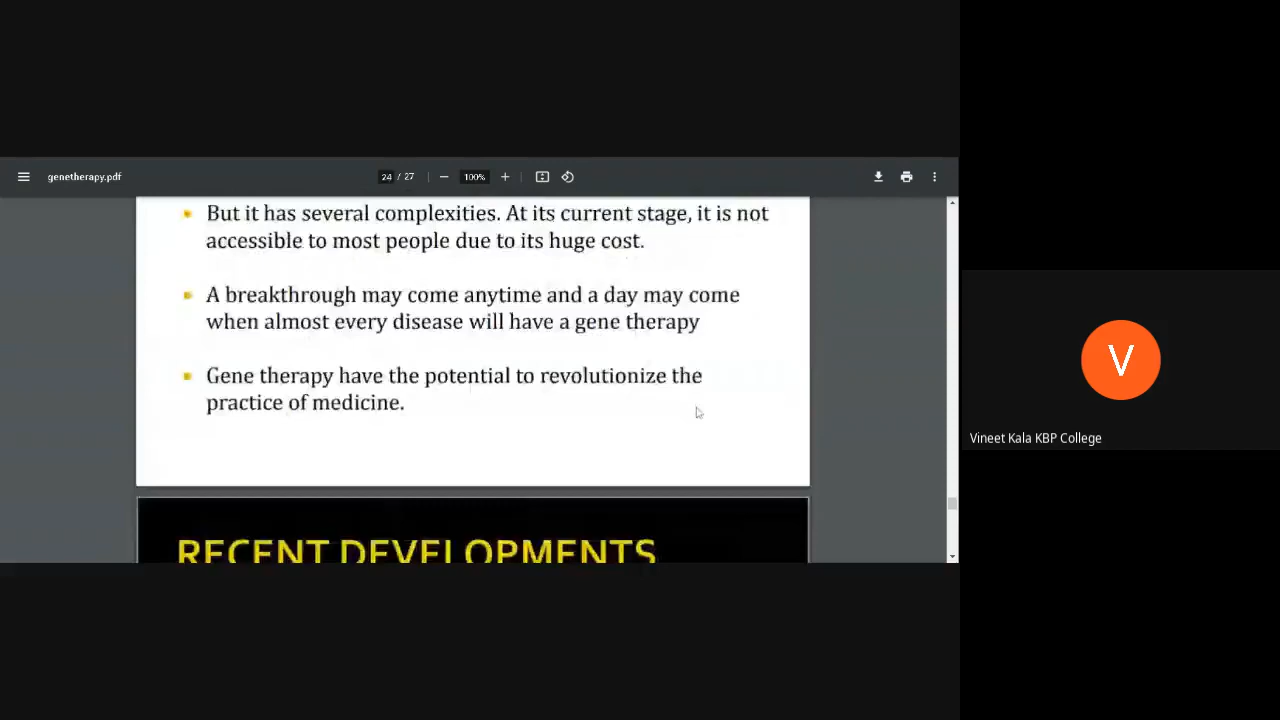 genetherapy.pdf
24 / 27
100%
But it has several complexities. At its current stage, it is not
accessible to most people due to its huge cost.
A breakthrough may come anytime and a day may come
when almost every disease will have a gene therapy
Gene therapy have the potential to revolutionize the
practice of medicine.
RECENT DEVELOPMENTS
V
Vineet Kala KBP College